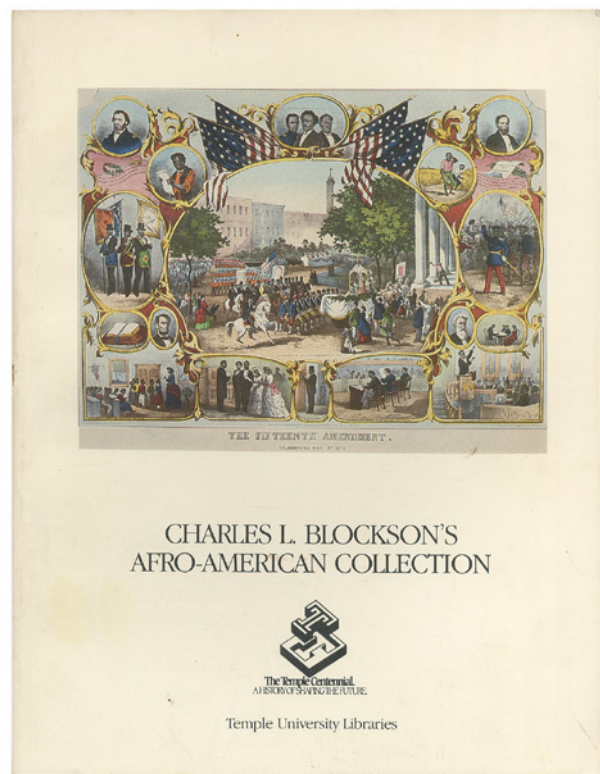 THE FIFTEENTH AMENDMENT.
CHARLES L. BLOCKSON'S
AFRO-AMERICAN COLLECTION
The Temple Centennial.
A HISTORY OF SHAPING THE FUTURE.
Temple University Libraries